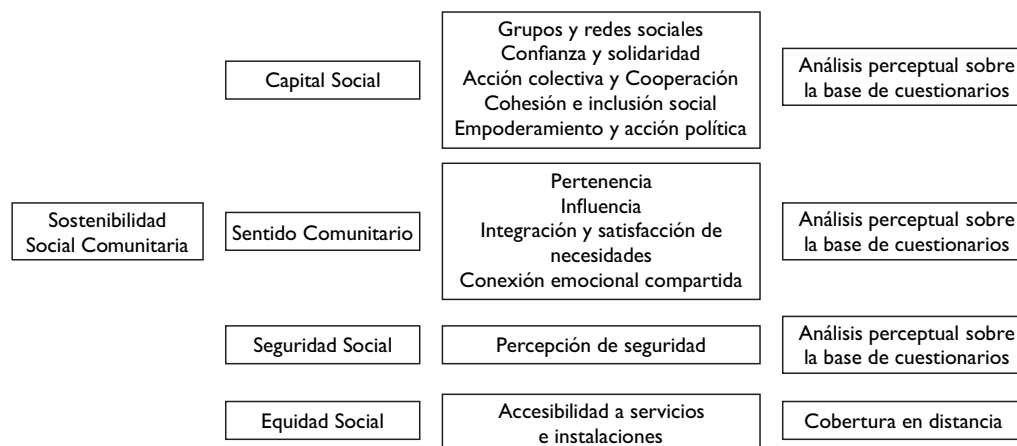 Sostenibilidad
Social Comunitaria
Capital Social
Grupos y redes sociales
Confianza y solidaridad
Acción colectiva y Cooperación
Cohesión e inclusión social
Empoderamiento y acción política
Análisis perceptual sobre
la base de cuestionarios
Sentido Comunitario
Pertenencia
Influencia
Integración y satisfacción de
necesidades
Conexión emocional compartida
Análisis perceptual sobre
la base de cuestionarios
Seguridad Social
Percepción de seguridad
Análisis perceptual sobre
la base de cuestionarios
Equidad Social
Accesibilidad a servicios
e instalaciones
Cobertura en distancia